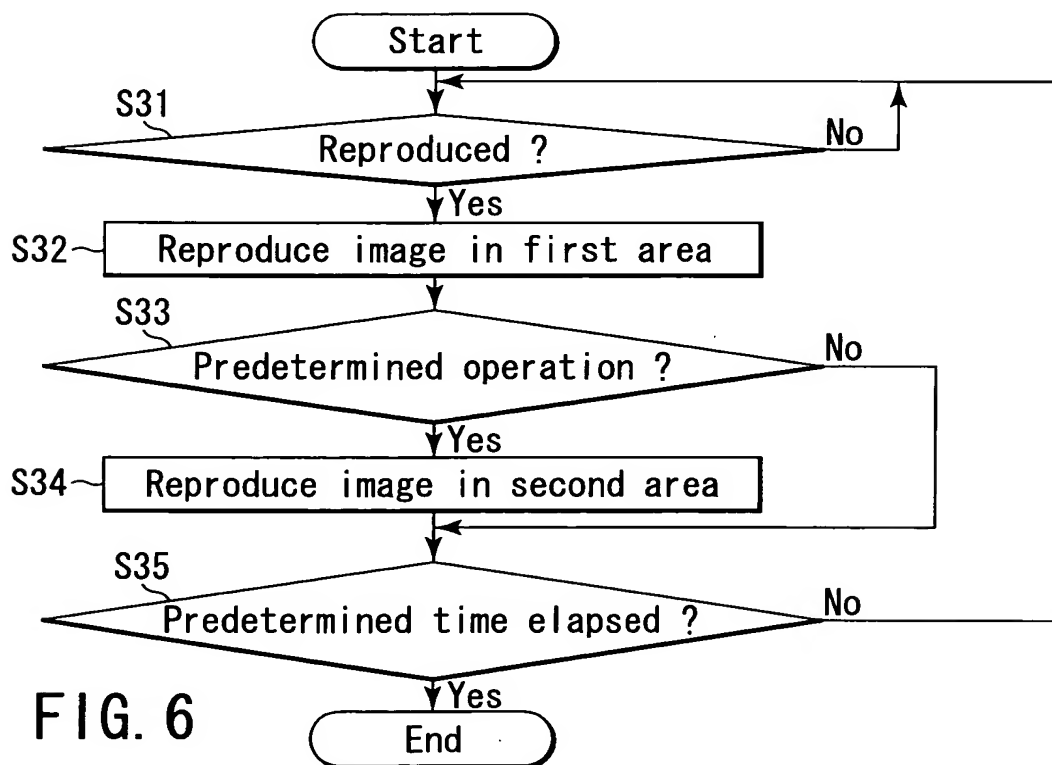 Start
S31
Reproduced ?
No
Yes
S32
Reproduce image in first area
S33
Predetermined operation ?
No
Yes
S34
Reproduce image in second area
S35
Predetermined time elapsed ?
No
Yes
End
FIG. 6